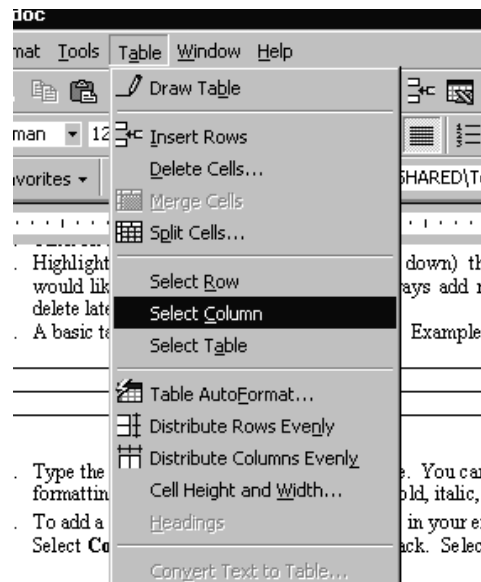 doc
mat Tools Table Window Help
Draw Table
man 12
Insert Rows
Delete Cells...
avorites
SHARED\T
Merge Cells
Split Cells...
Highlight down) th
Select Row
would lik ays add
delete late
Select Column
A basic ta Example
Select Table
Table AutoFormat...
Distribute Rows Evenly
Distribute Columns Evenly
Type the . You can
Cell Height and Width...
formattin old, italic,
Headings
To add a in your e
Select Co ack. Selec
Convert Text to Table...